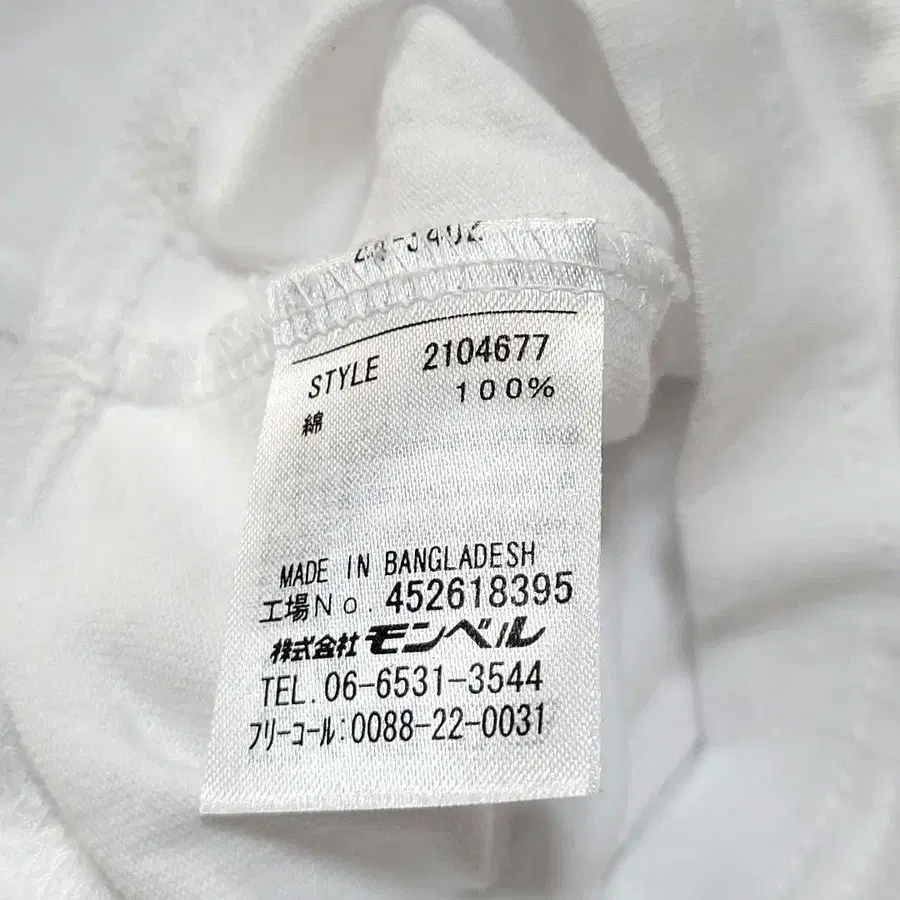 STYLE 2104677
綿 100%
MADE IN BANGLADESH
工場No. 452618395
株式会社モンベル
TEL. 06-6531-3544
フリーコール:0088-22-0031